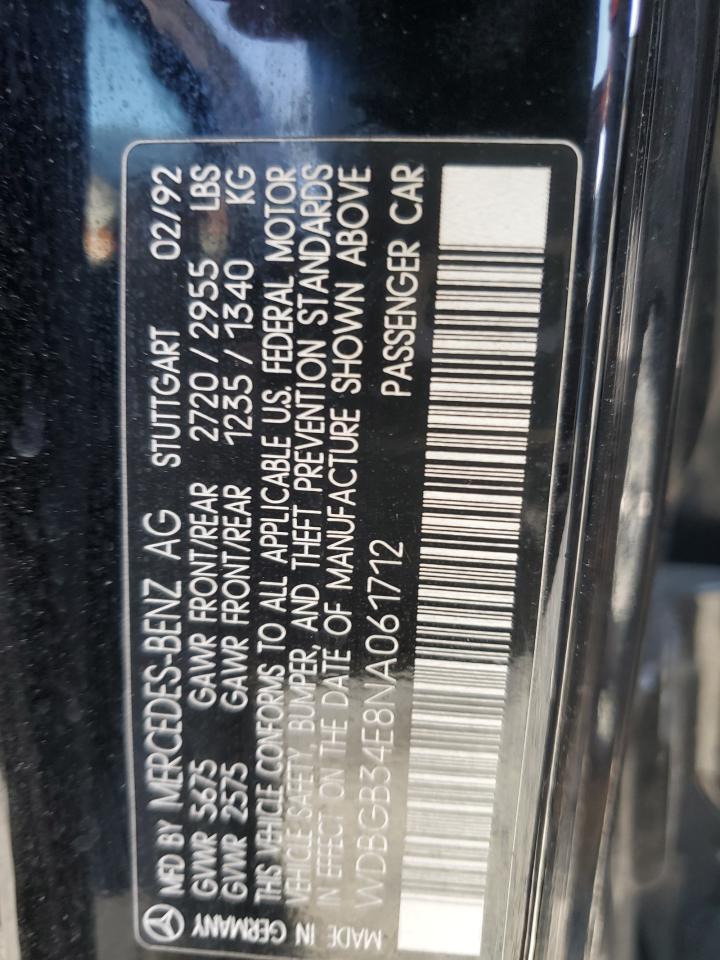 MFD BY MERCEDES-BENZ AG STUTTGART 02/92
GVWR 5675 GAWR FRONT/REAR 2720 / 2955 LBS
GVWR 2575 GAWR FRONT/REAR 1235 / 1340 KG
THIS VEHICLE CONFORMS TO ALL APPLICABLE U.S. FEDERAL MOTOR
VEHICLE SAFETY, BUMPER, AND THEFT PREVENTION STANDARDS
IN EFFECT ON THE DATE OF MANUFACTURE SHOWN ABOVE
WDBGB34E8NA061712 PASSENGER CAR
MADE IN GERMANY